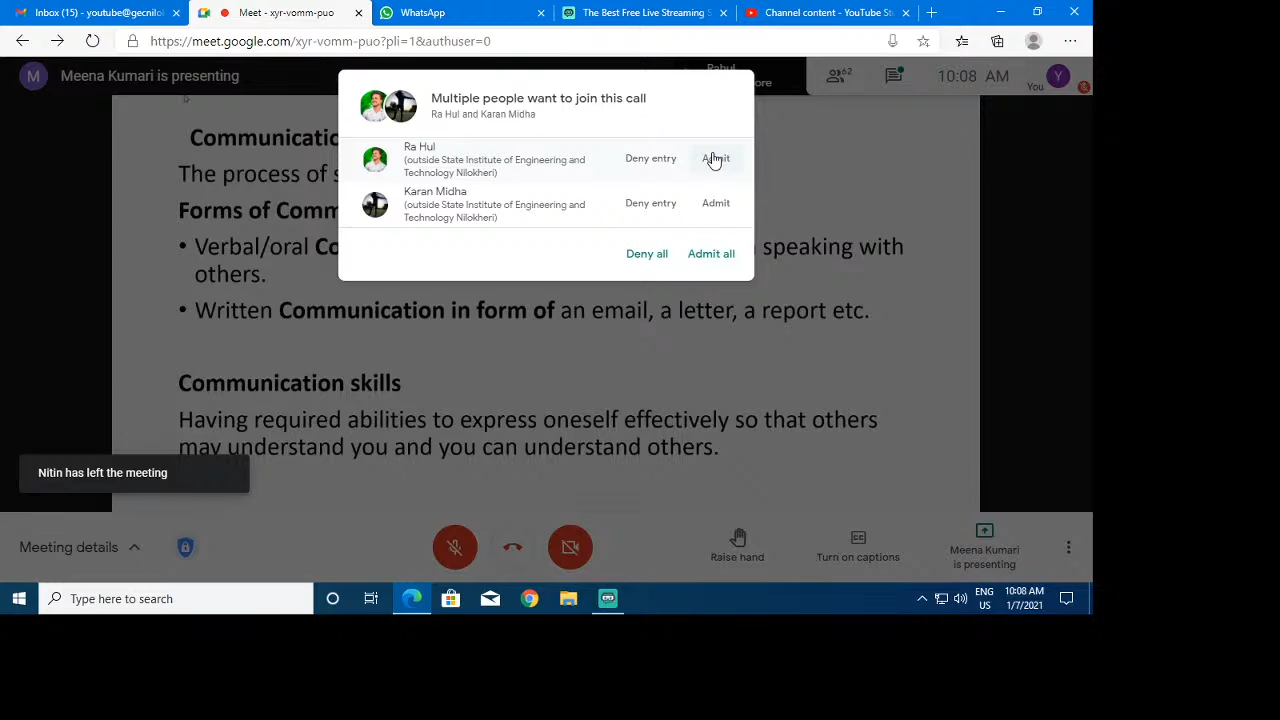 Inbox (15) - youtube@gecnilo
Meet - xyr-vomm-puo
WhatsApp
The Best Free Live Streaming S
Channel content - YouTube St
https://meet.google.com/xyr-vomm-puo?pli=1&authuser=0
M
Meena Kumari is presenting
Rahul
ore
62
10:08 AM
You
Y
Multiple people want to join this call
Ra Hul and Karan Midha
Ra Hul
(outside State Institute of Engineering and
Technology Nilokheri)
Deny entry
Admit
Karan Midha
(outside State Institute of Engineering and
Technology Nilokheri)
Deny entry
Admit
Deny all
Admit all
Communicatio
The process of s
Forms of Comm
• Verbal/oral Co
speaking with
others.
• Written Communication in form of an email, a letter, a report etc.
Communication skills
Having required abilities to express oneself effectively so that others
may understand you and you can understand others.
Nitin has left the meeting
Meeting details
Raise hand
CC
Turn on captions
Meena Kumari
is presenting
Type here to search
ENG
US
10:08 AM
1/7/2021